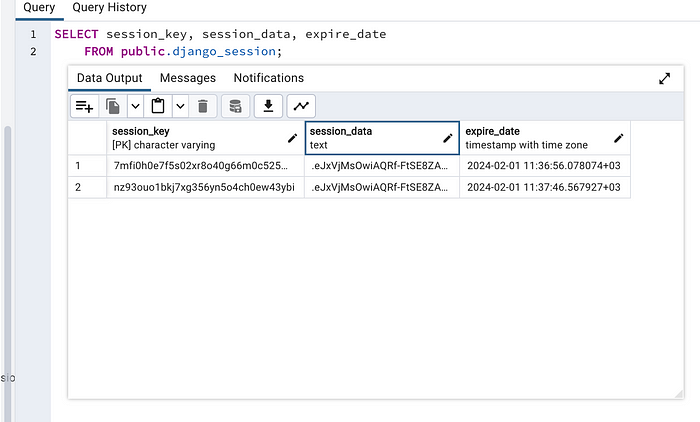 Query Query History
1 SELECT session_key, session_data, expire_date
2 FROM public.django_session;
Data Output Messages Notifications
session_key session_data expire_date
[PK] character varying text timestamp with time zone
1 7mfi0h0e7f5s02xr8o40g66m0c525... .eJxVjMsOwiAQRf-FtSE8ZA... 2024-02-01 11:36:56.078074+03
2 nz93ouo1bkj7xg356yn5o4ch0ew43ybi .eJxVjMsOwiAQRf-FtSE8ZA... 2024-02-01 11:37:46.567927+03
sio